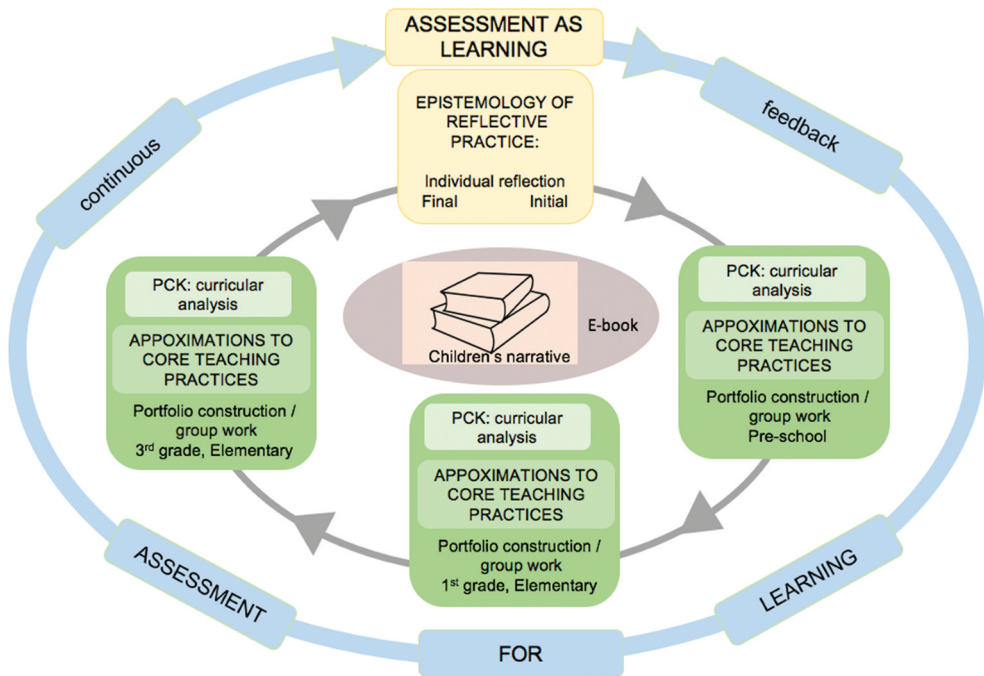 ASSESSMENT AS
LEARNING
EPISTEMOLOGY OF
REFLECTIVE
PRACTICE:
Individual reflection
Final Initial
continuous
feedback
PCK: curricular
analysis
APPOXIMATIONS TO
CORE TEACHING
PRACTICES
Portfolio construction /
group work
3rd grade, Elementary
Children's narrative
E-book
PCK: curricular
analysis
APPOXIMATIONS TO
CORE TEACHING
PRACTICES
Portfolio construction /
group work
Pre-school
PCK: curricular
analysis
APPOXIMATIONS TO
CORE TEACHING
PRACTICES
Portfolio construction /
group work
1st grade, Elementary
ASSESSMENT
FOR
LEARNING